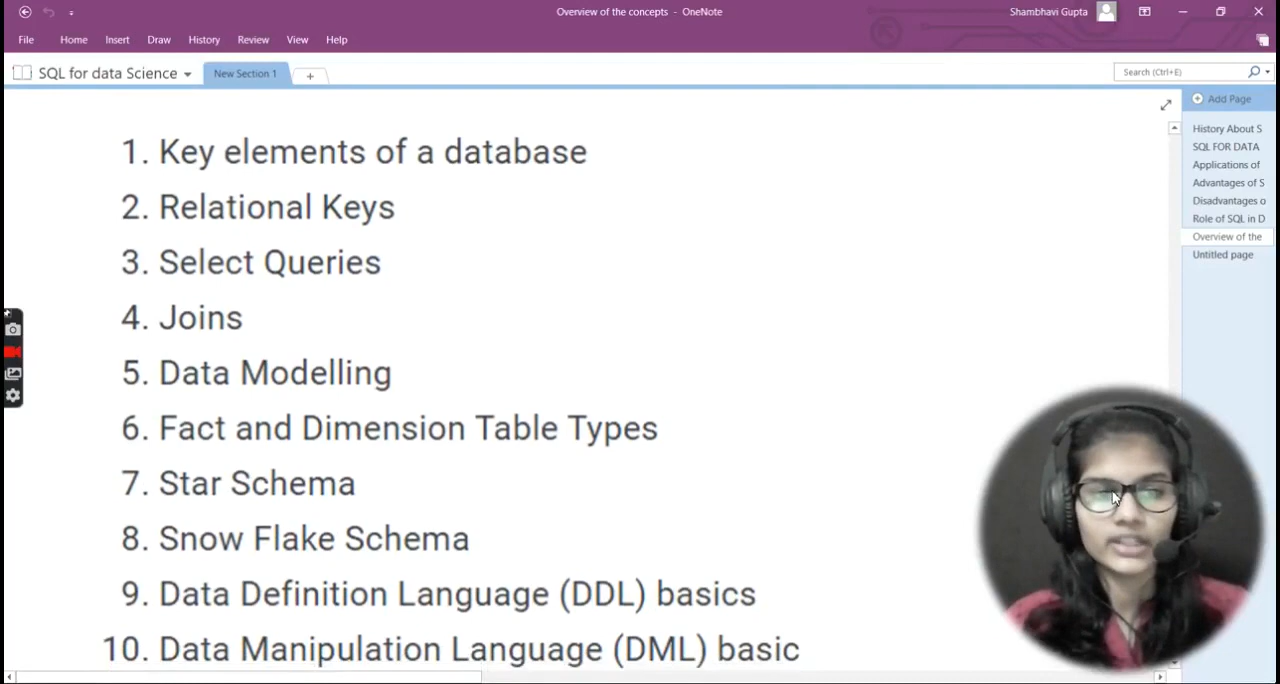 Overview of the concepts - OneNote
Shambhavi Gupta
File Home Insert Draw History Review View Help
SQL for data Science
New Section 1
Search (Ctrl+E)
Add Page
1. Key elements of a database
2. Relational Keys
3. Select Queries
4. Joins
5. Data Modelling
6. Fact and Dimension Table Types
7. Star Schema
8. Snow Flake Schema
9. Data Definition Language (DDL) basics
10. Data Manipulation Language (DML) basic
History About S
SQL FOR DATA
Applications of
Advantages of S
Disadvantages o
Role of SQL in D
Overview of the
Untitled page